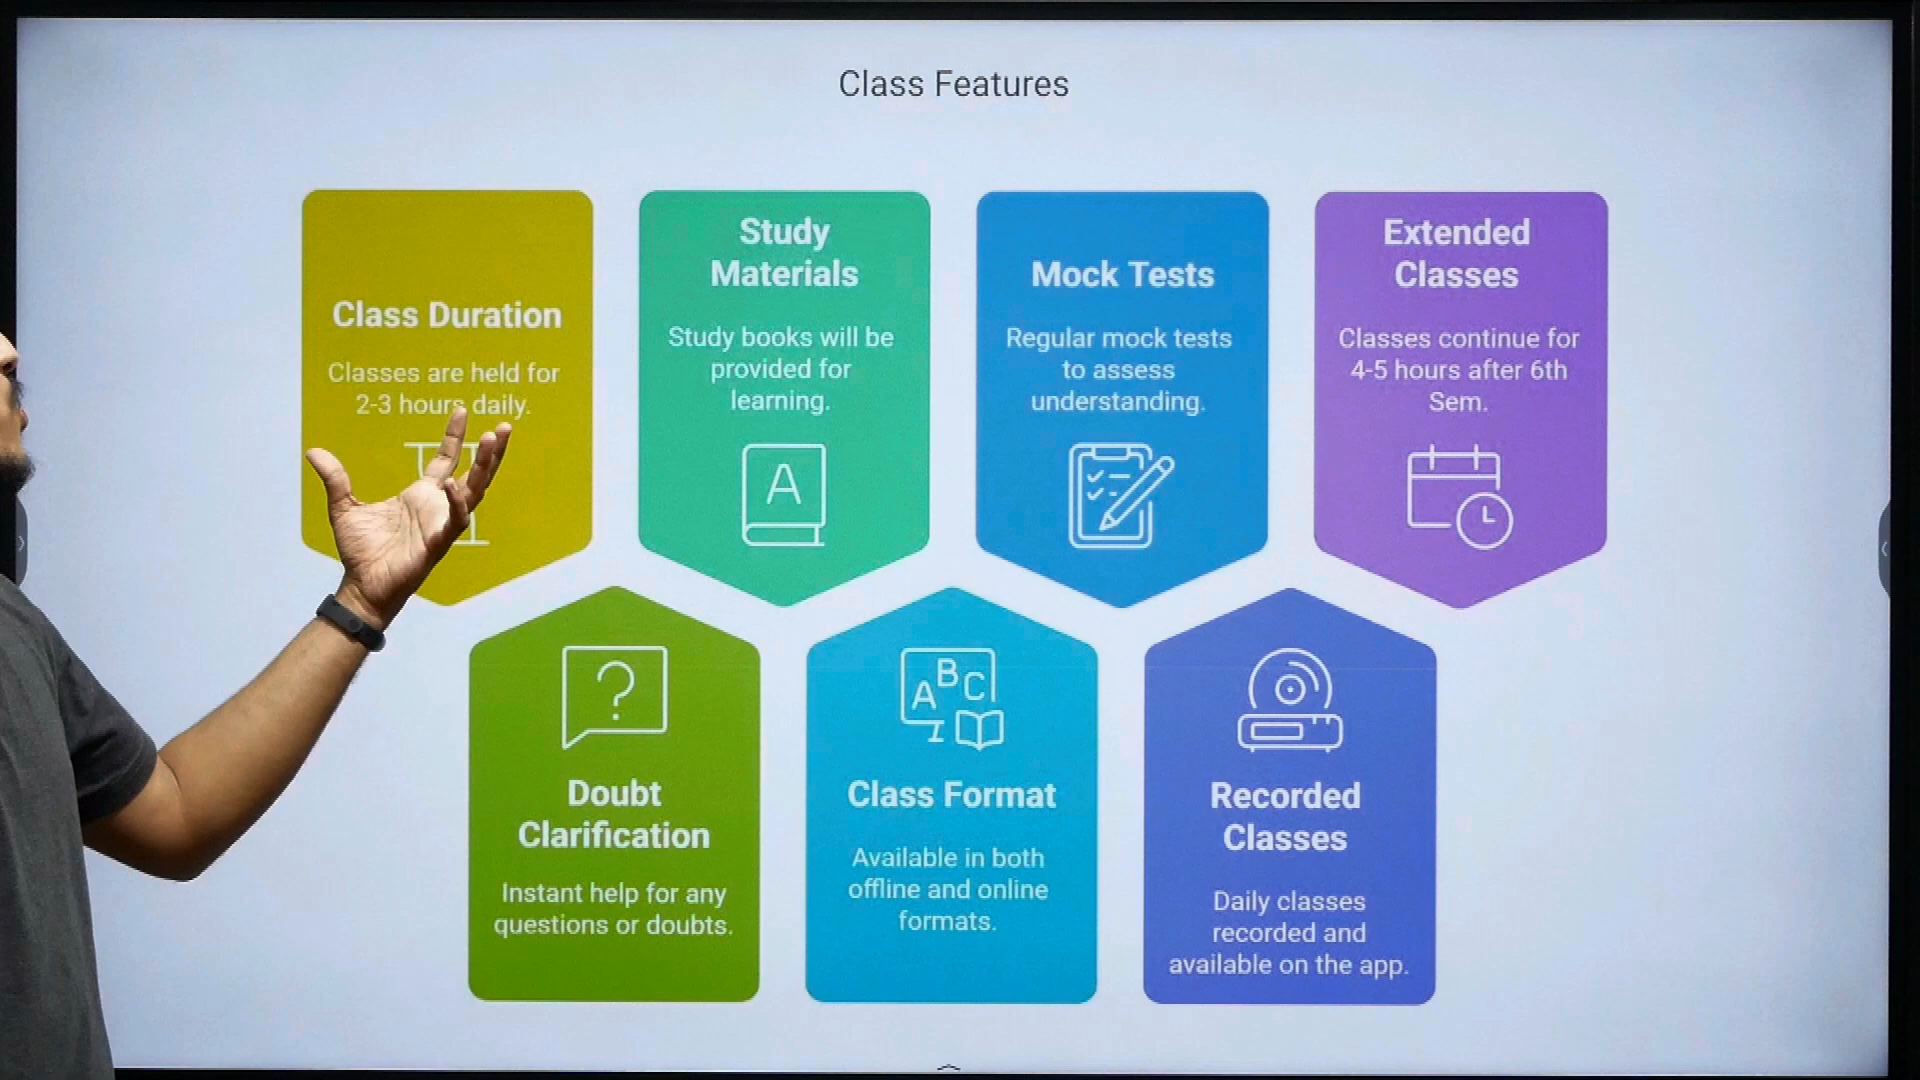 Class Features
Class Duration
Classes are held for
2-3 hours daily.
Study
Materials
Study books will be
provided for
learning.
A
Mock Tests
Regular mock tests
to assess
understanding.
Extended
Classes
Classes continue for
4-5 hours after 6th
Sem.
?
Doubt
Clarification
Instant help for any
questions or doubts.
ABC
Class Format
Available in both
offline and online
formats.
Recorded
Classes
Daily classes
recorded and
available on the app.